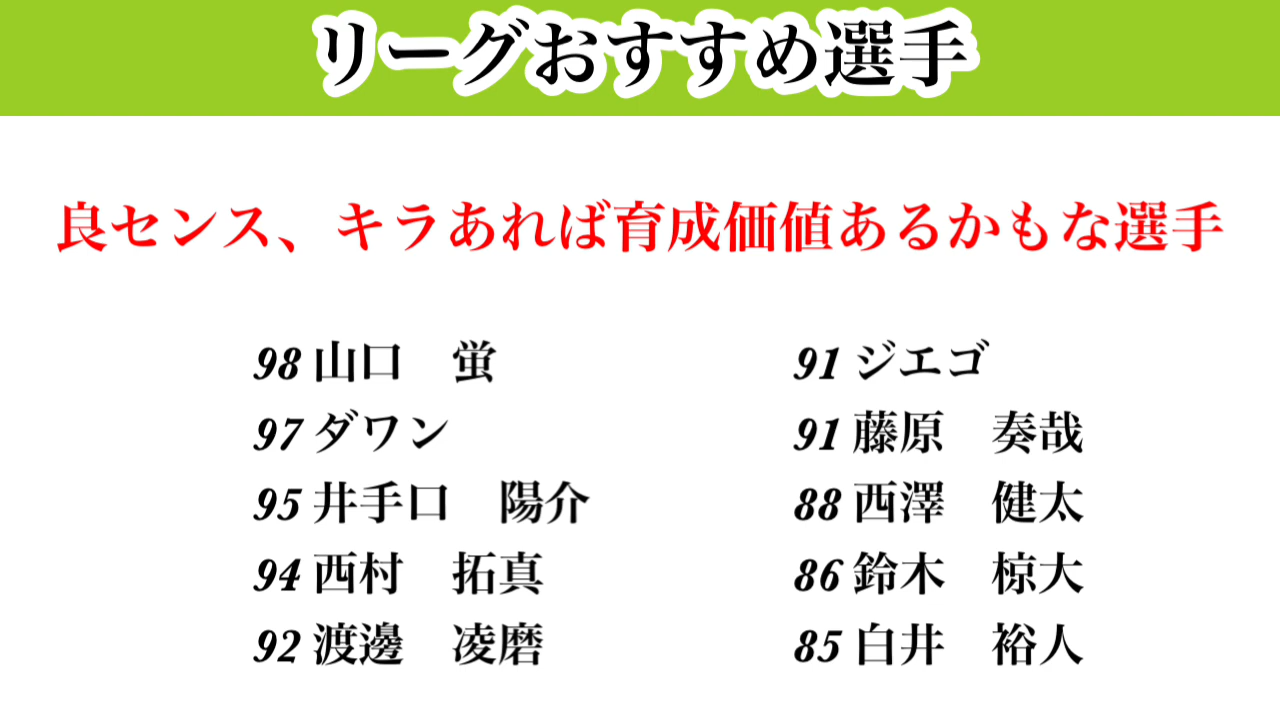 リーグおすすめ選手
良センス、キラあれば育成価値あるかもな選手
98 山口　蛍
97 ダワン
95 井手口　陽介
94 西村　拓真
92 渡邊　凌磨
91 ジエゴ
91 藤原　奏哉
88 西澤　健太
86 鈴木　椋大
85 白井　裕人